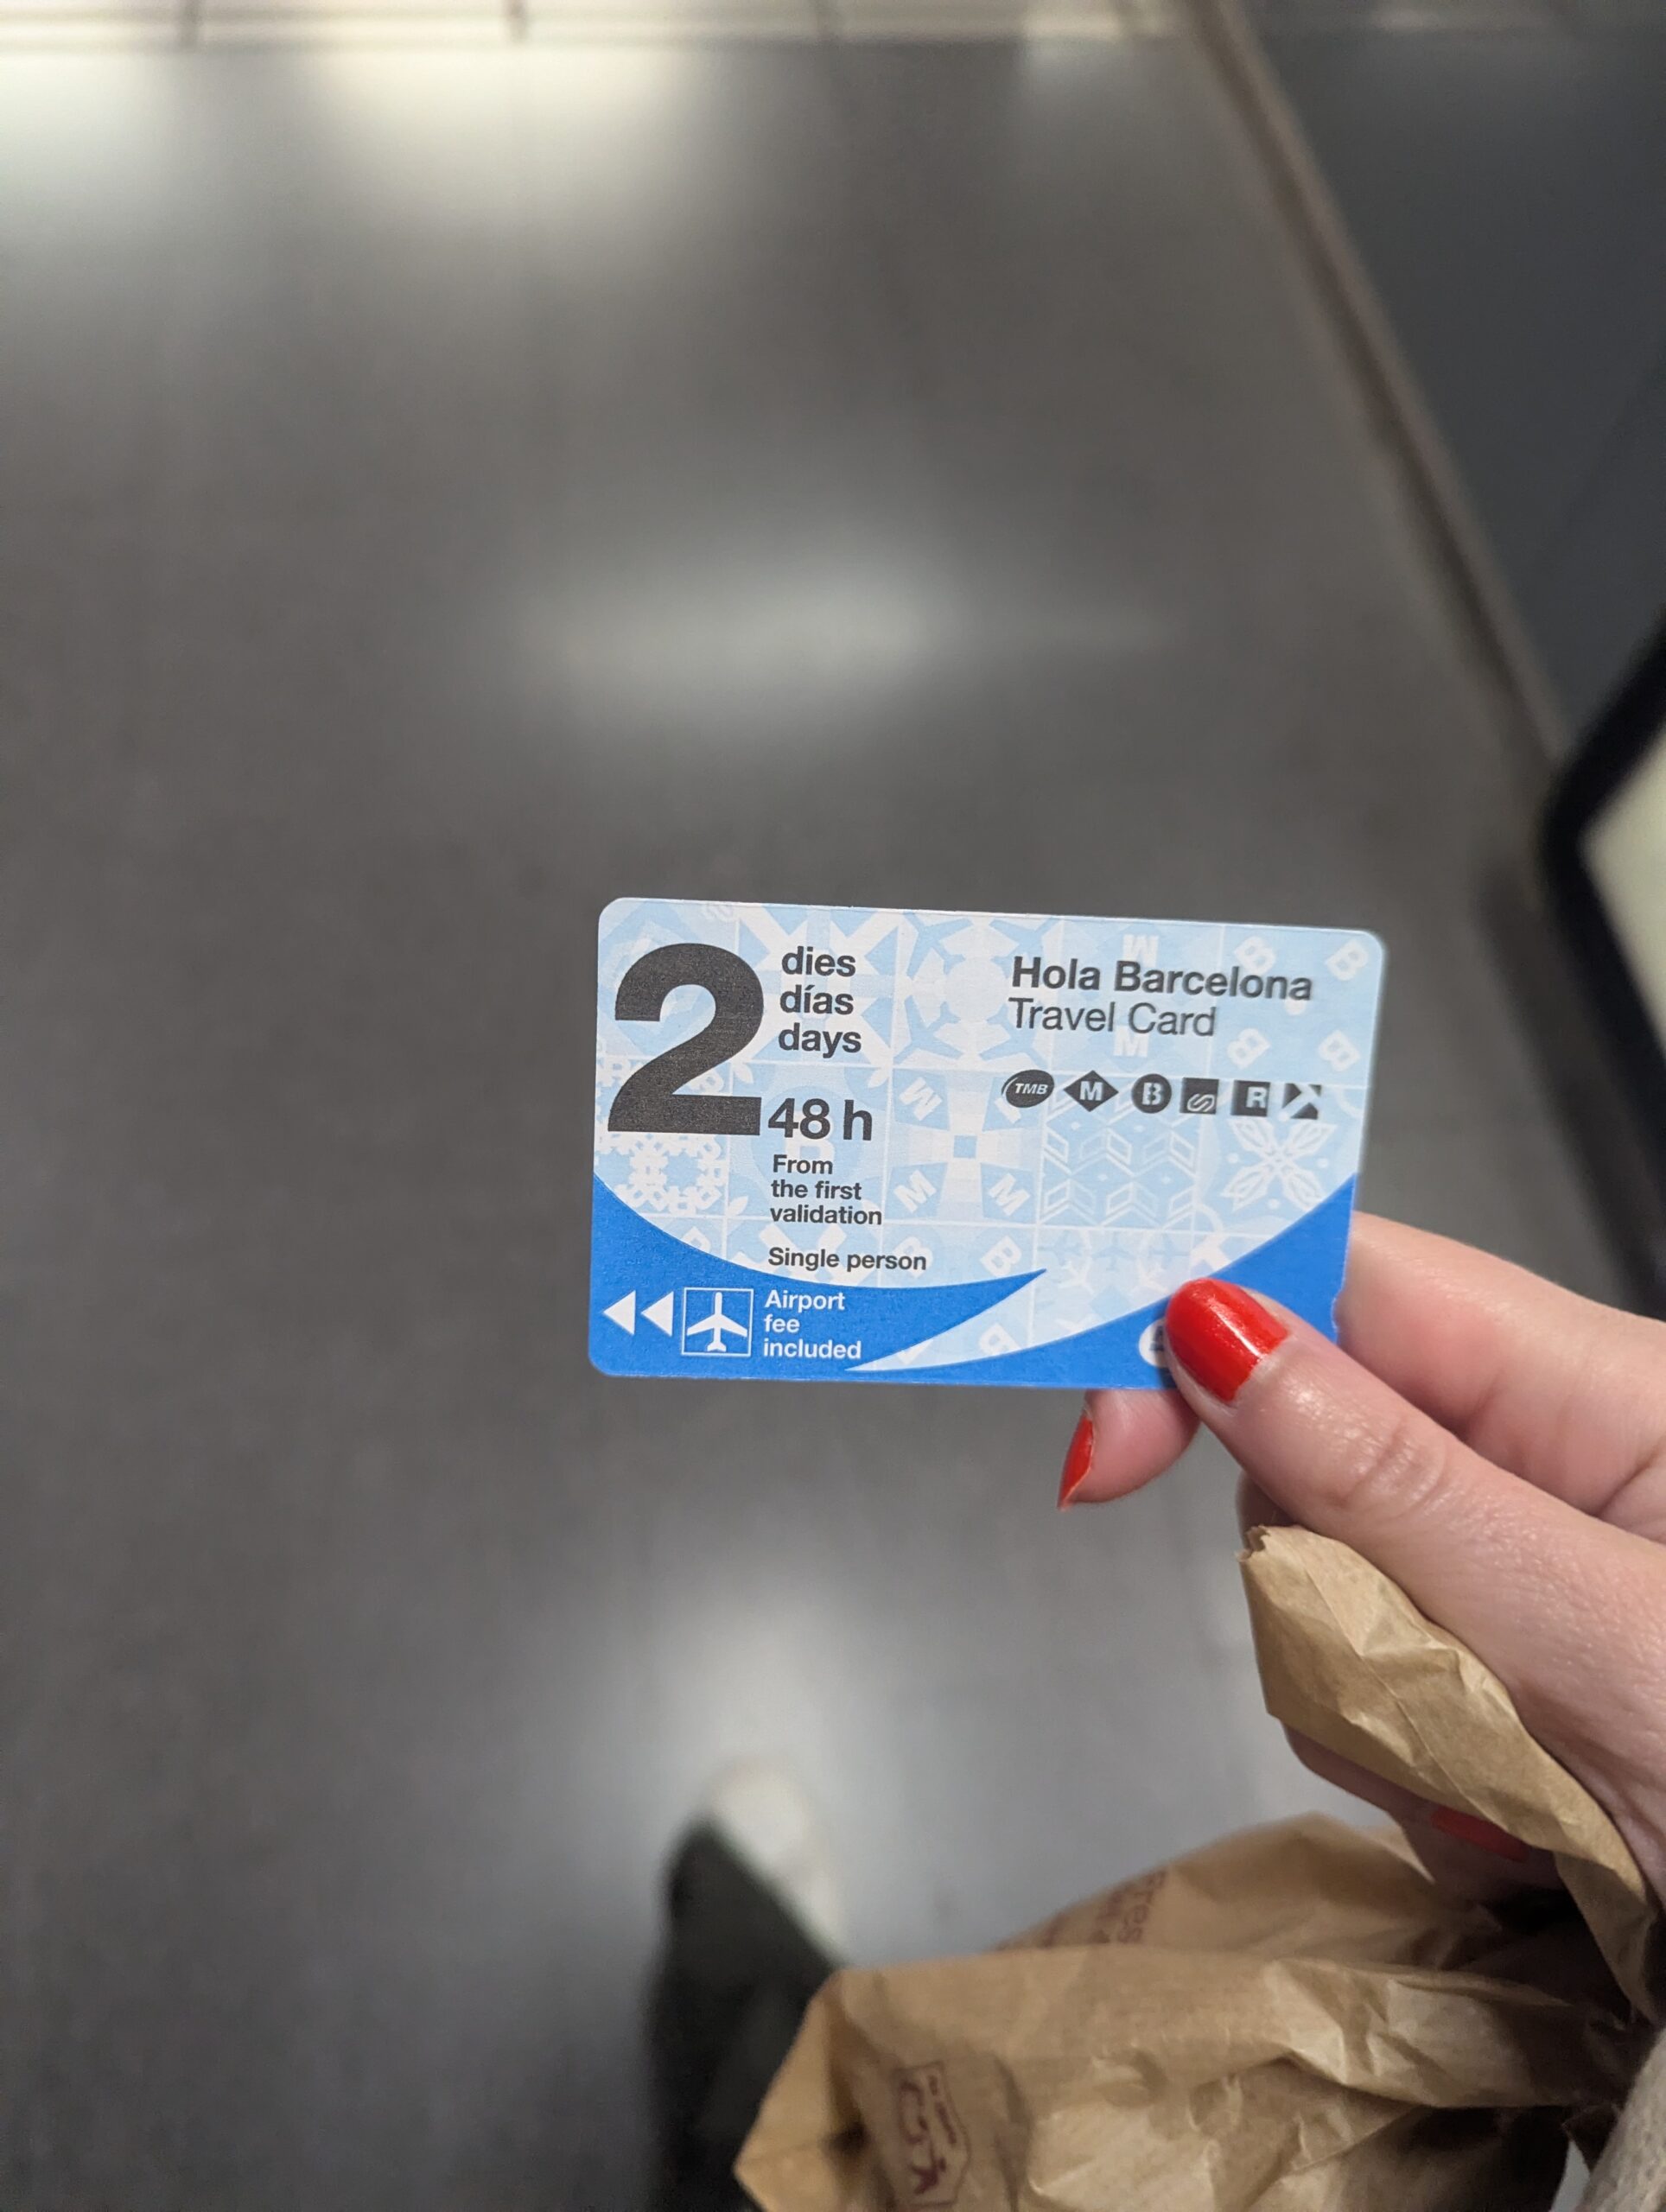 2
dies
días
days
48 h
From
the first
validation
Single person
Airport
fee
included
Hola Barcelona
Travel Card
TMB M B R